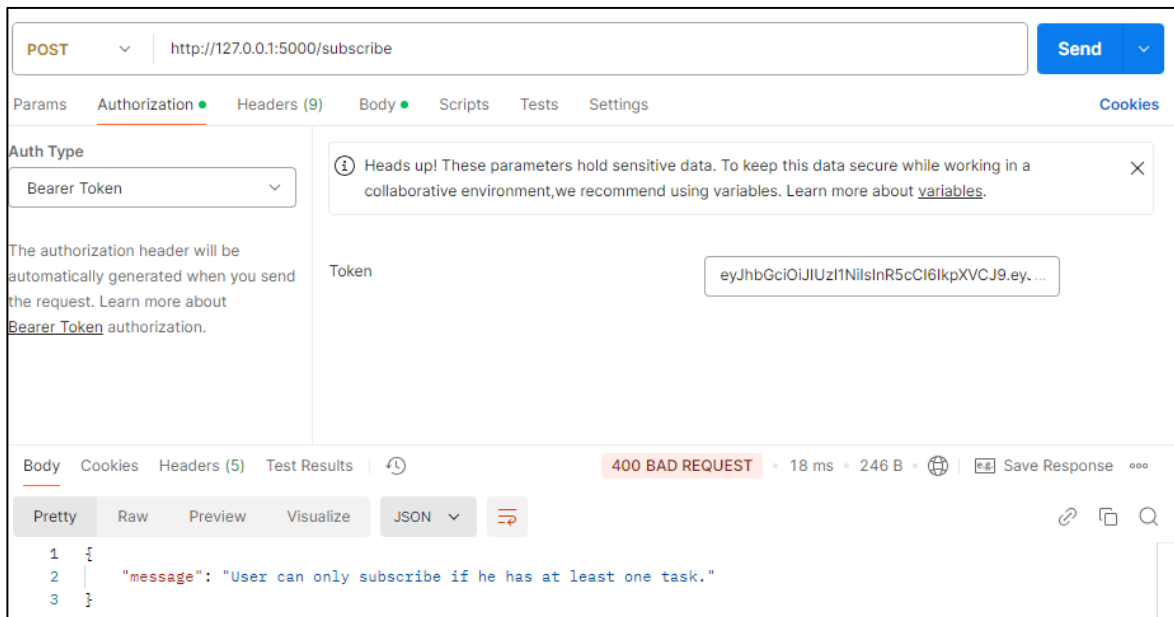 POST http://127.0.0.1:5000/subscribe Send
Params Authorization Headers (9) Body Scripts Tests Settings Cookies
Auth Type
Bearer Token
The authorization header will be
automatically generated when you send
the request. Learn more about
Bearer Token authorization.
Heads up! These parameters hold sensitive data. To keep this data secure while working in a
collaborative environment,we recommend using variables. Learn more about variables.
Token eyJhbGciOiJIUzI1NiIsInR5cCI6IkpXVCJ9.eyJ...
Body Cookies Headers (5) Test Results 400 BAD REQUEST 18 ms 246 B e.g. Save Response
Pretty Raw Preview Visualize JSON
1 {
2 "message": "User can only subscribe if he has at least one task."
3 }